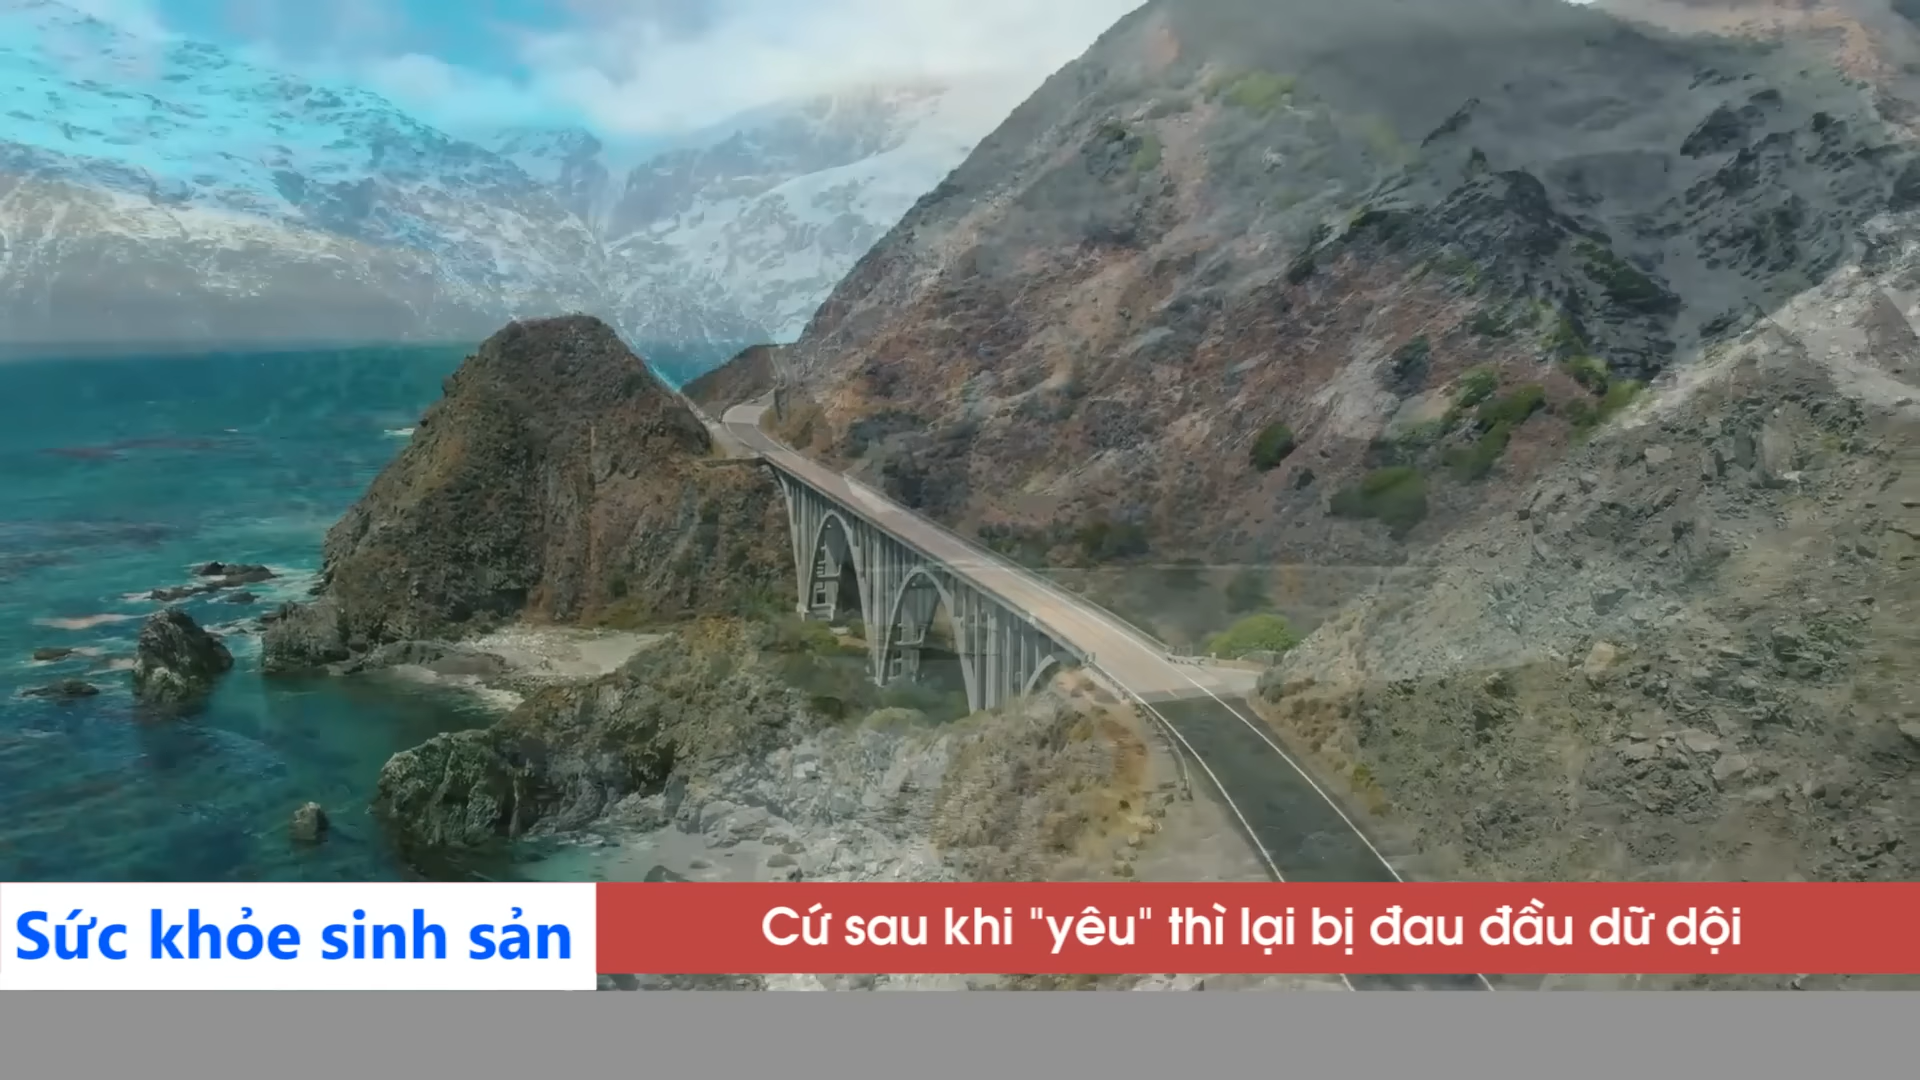 Sức khỏe sinh sản
Cứ sau khi "yêu" thì lại bị đau đầu dữ dội